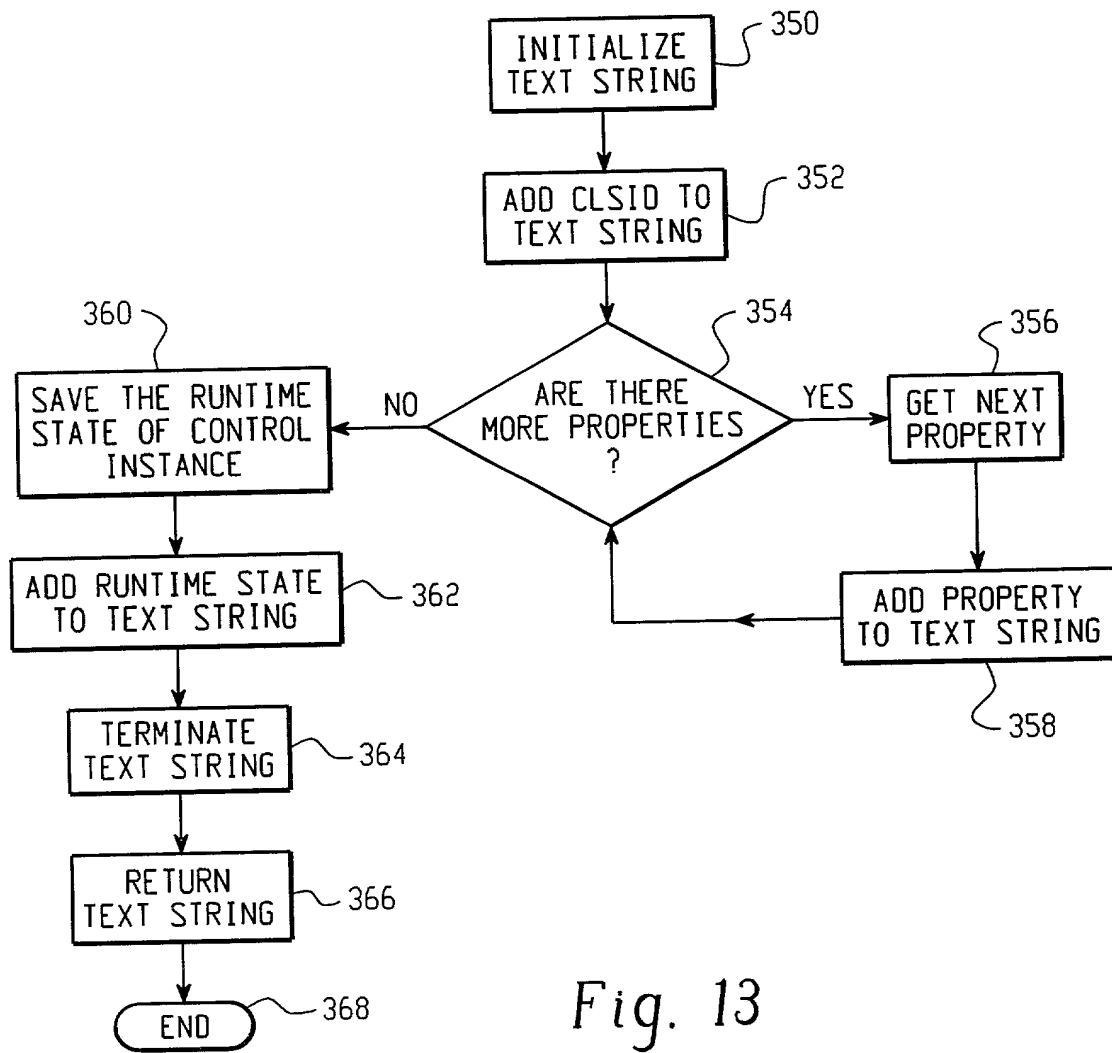 INITIALIZE
TEXT STRING
350
ADD CLSID TO
TEXT STRING
352
ARE THERE
MORE PROPERTIES
?
354
YES
GET NEXT
PROPERTY
356
ADD PROPERTY
TO TEXT STRING
358
NO
360
SAVE THE RUNTIME
STATE OF CONTROL
INSTANCE
ADD RUNTIME STATE
TO TEXT STRING
362
TERMINATE
TEXT STRING
364
RETURN
TEXT STRING
366
END
368
Fig. 13